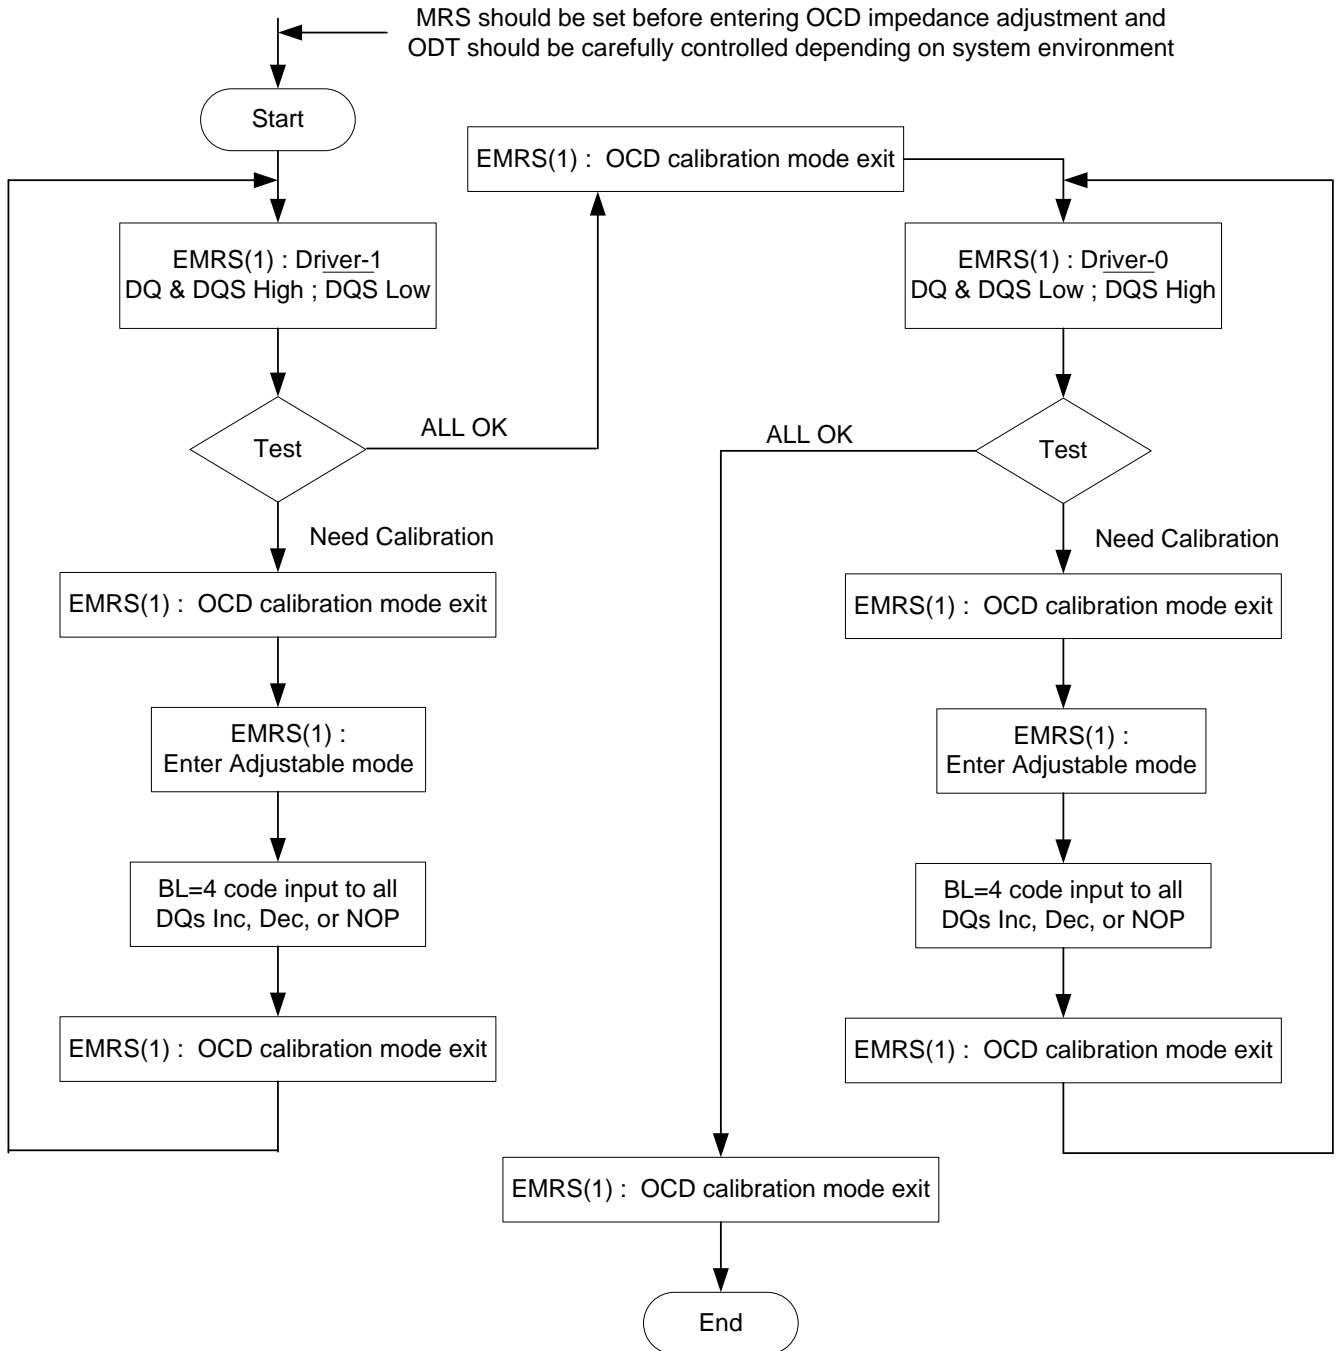 MRS should be set before entering OCD impedance adjustment and
ODT should be carefully controlled depending on system environment
Start
EMRS(1) : Driver-1
DQ & DQS High ; D̅Q̅S̅ Low
Test
ALL OK
Need Calibration
EMRS(1) : OCD calibration mode exit
EMRS(1) :
Enter Adjustable mode
BL=4 code input to all
DQs Inc, Dec, or NOP
EMRS(1) : OCD calibration mode exit
EMRS(1) : OCD calibration mode exit
EMRS(1) : Driver-0
DQ & DQS Low ; D̅Q̅S̅ High
Test
ALL OK
Need Calibration
EMRS(1) : OCD calibration mode exit
EMRS(1) :
Enter Adjustable mode
BL=4 code input to all
DQs Inc, Dec, or NOP
EMRS(1) : OCD calibration mode exit
EMRS(1) : OCD calibration mode exit
End